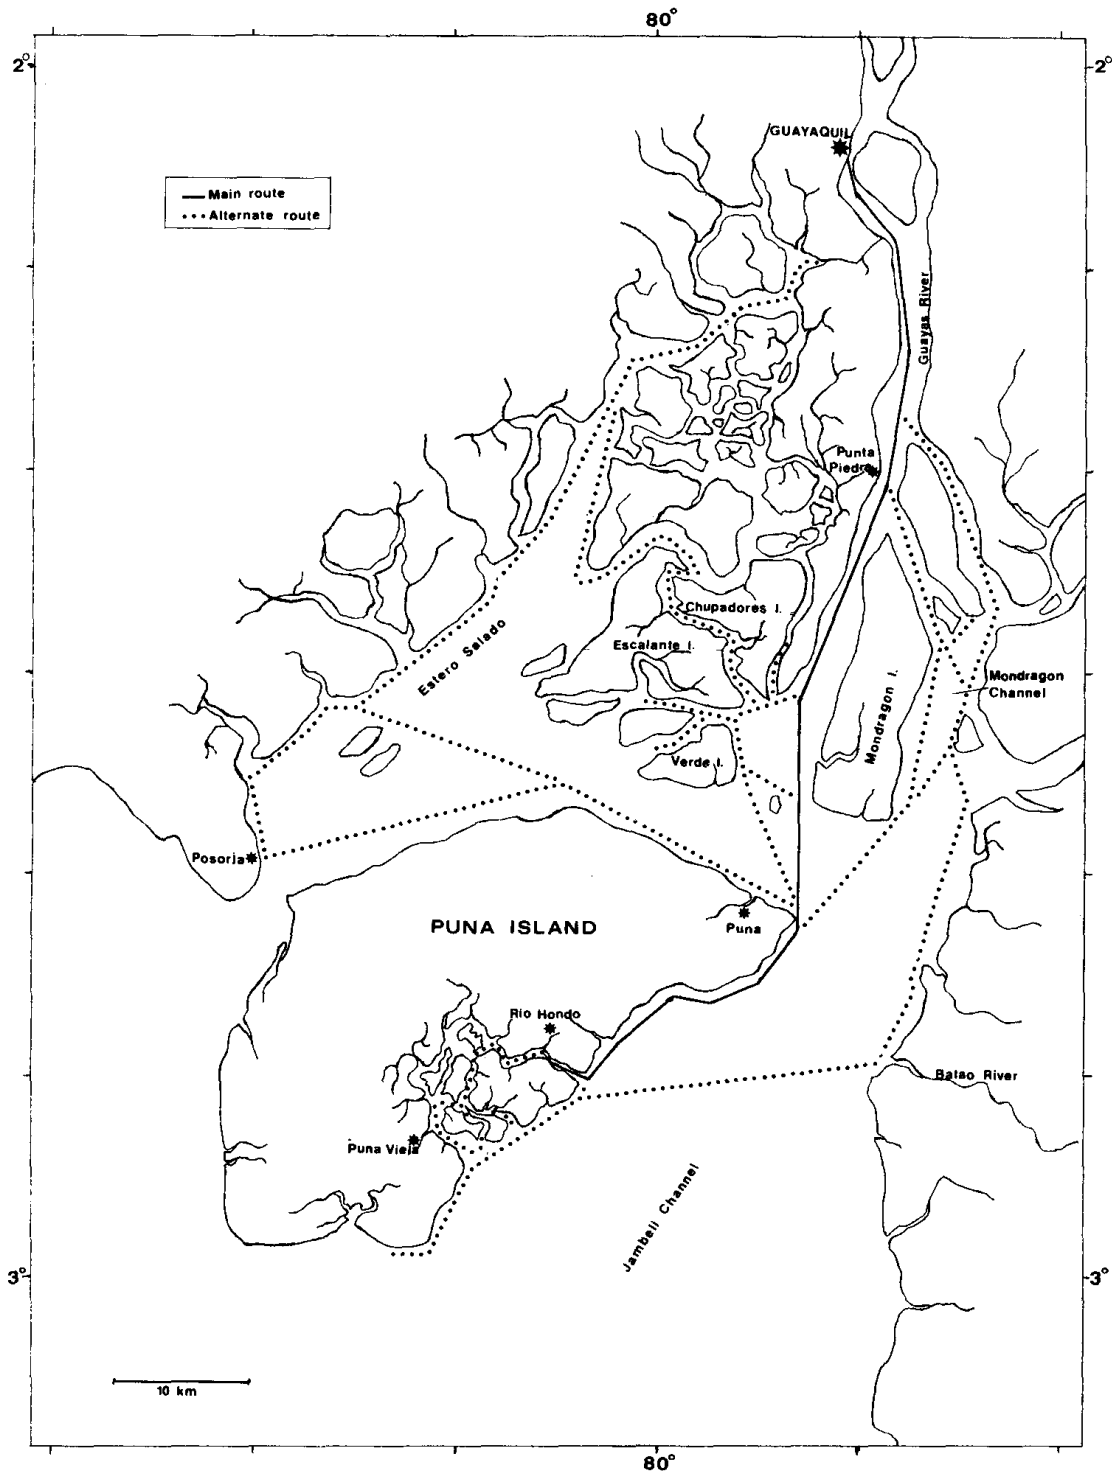 80°
2°
2°
GUAYAQUIL
Main route
Alternate route
Guayas River
Punta
Piedra
Chupadores I.
Escalante I.
Estero Salado
Mondragon
Channel
Mondragon I.
Verde I.
Posorja
PUNA ISLAND
Puna
Rio Hondo
Balao River
Puna Vieja
Jambeli Channel
3°
3°
10 km
80°